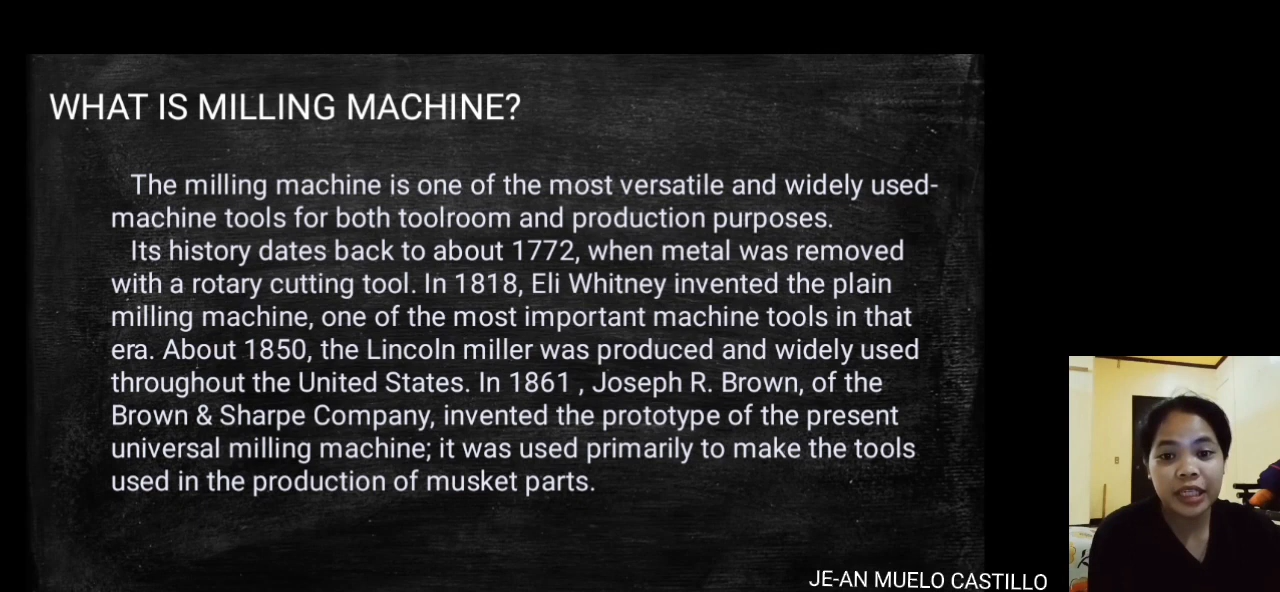 WHAT IS MILLING MACHINE?
The milling machine is one of the most versatile and widely used-
machine tools for both toolroom and production purposes.
Its history dates back to about 1772, when metal was removed
with a rotary cutting tool. In 1818, Eli Whitney invented the plain
milling machine, one of the most important machine tools in that
era. About 1850, the Lincoln miller was produced and widely used
throughout the United States. In 1861 , Joseph R. Brown, of the
Brown & Sharpe Company, invented the prototype of the present
universal milling machine; it was used primarily to make the tools
used in the production of musket parts.
JE-AN MUELO CASTILLO